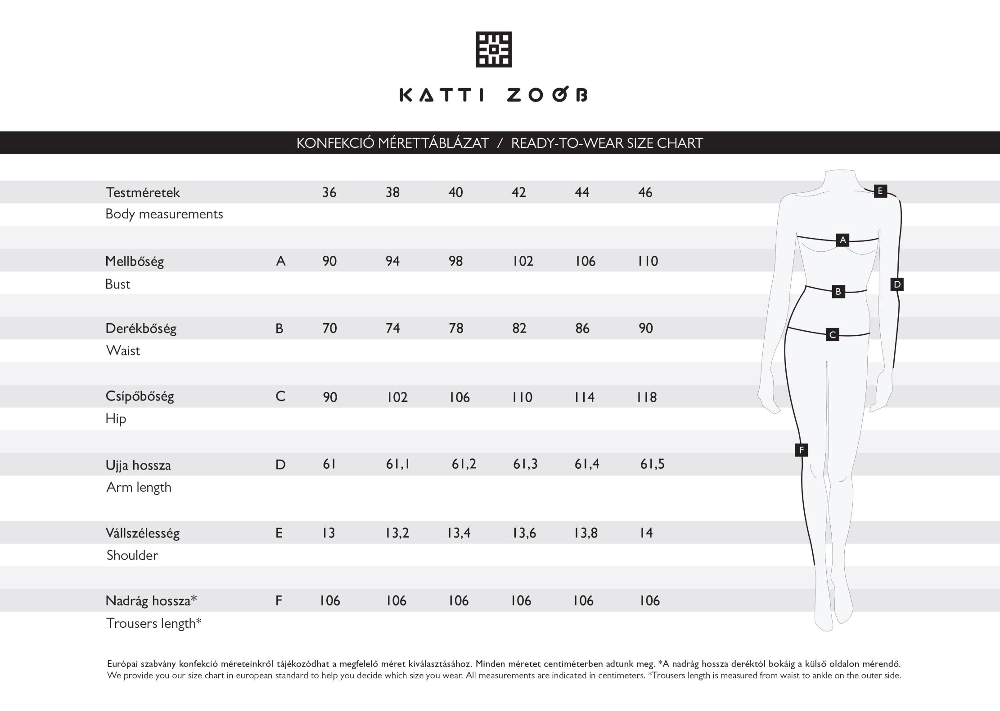 KATTI ZOÓB
KONFEKCIÓ MÉRETTÁBLÁZAT / READY-TO-WEAR SIZE CHART
Testméretek 36 38 40 42 44 46
Body measurements
Mellbőség A 90 94 98 102 106 110
Bust
Derékbőség B 70 74 78 82 86 90
Waist
Csípőbőség C 90 102 106 110 114 118
Hip
Ujja hossza D 61 61,1 61,2 61,3 61,4 61,5
Arm length
Vállszélesség E 13 13,2 13,4 13,6 13,8 14
Shoulder
Nadrág hossza* F 106 106 106 106 106 106
Trousers length*
E
A
D
B
C
F
Európai szabvány konfekció méreteinkről tájékozódhat a megfelelő méret kiválasztásához. Minden méretet centiméterben adtunk meg. *A nadrág hossza deréktól bokáig a külső oldalon mérendő.
We provide you our size chart in european standard to help you decide which size you wear. All measurements are indicated in centimeters. *Trousers length is measured from waist to ankle on the outer side.